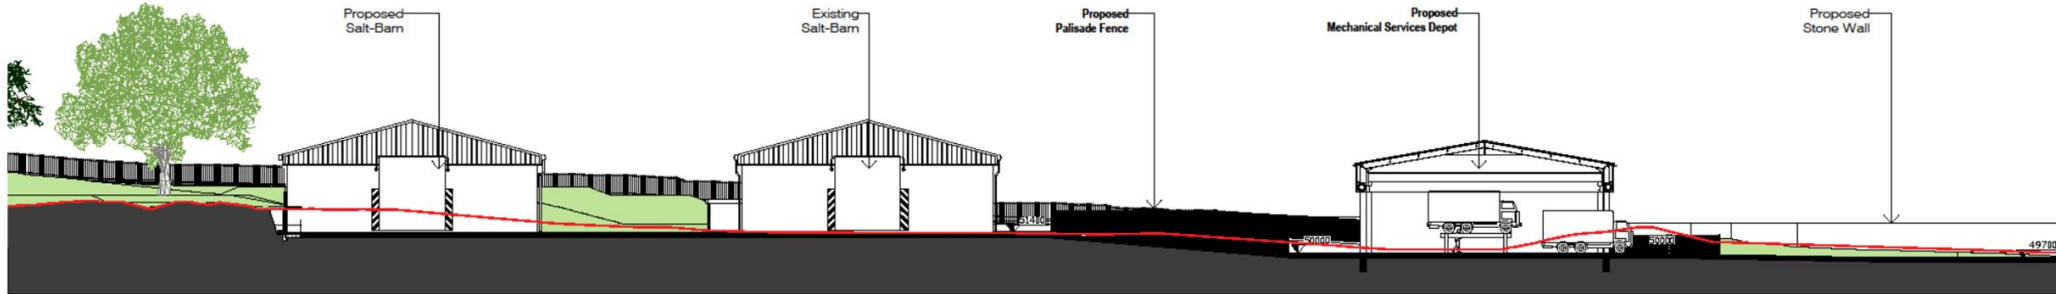 Proposed
Salt-Barn
Existing
Salt-Barn
Proposed
Palisade Fence
Proposed
Mechanical Services Depot
Proposed
Stone Wall
51400
50000
50000
49700